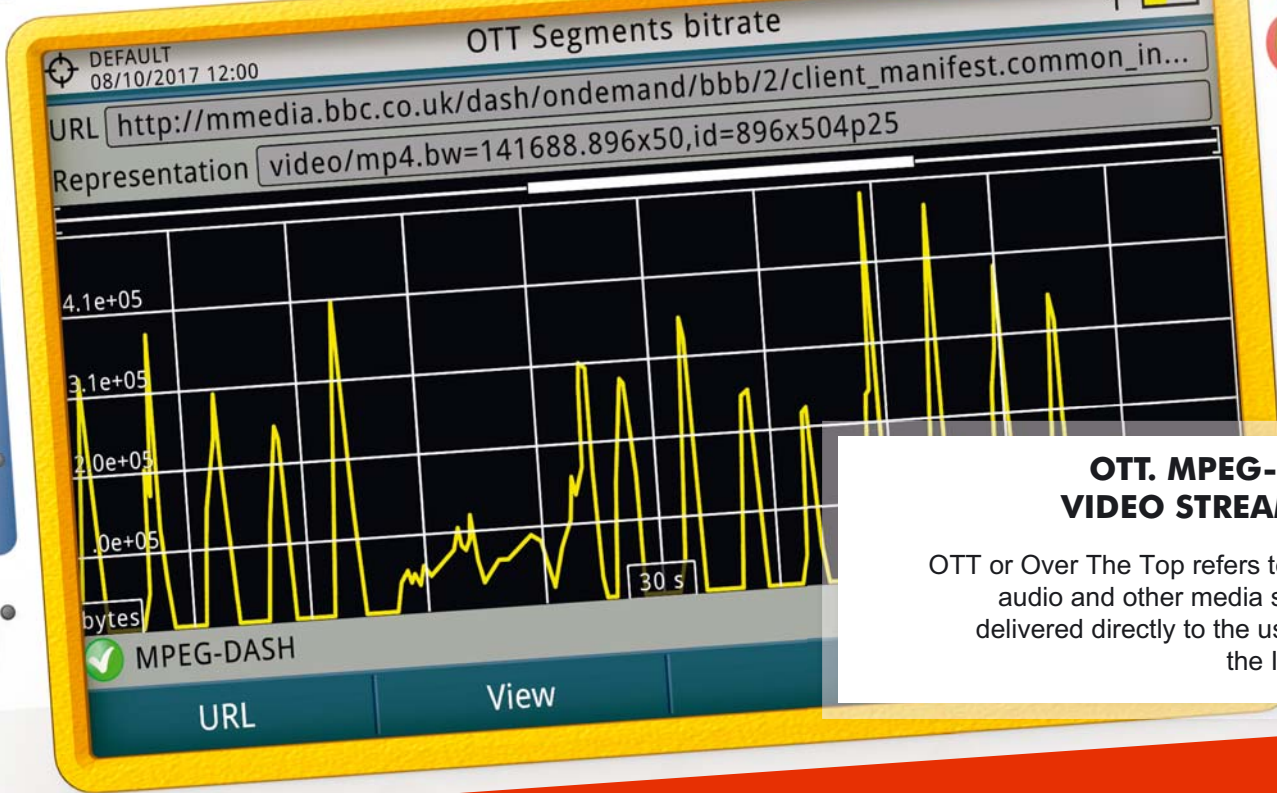 DEFAULT
08/10/2017 12:00
OTT Segments bitrate
URL http://mmedia.bbc.co.uk/dash/ondemand/bbb/2/client_manifest.common_in...
Representation video/mp4.bw=141688.896x50,id=896x504p25
4.1e+05
3.1e+05
2.0e+05
.0e+05
bytes
30 s
MPEG-DASH
URL
View
OTT. MPEG-
VIDEO STREA
OTT or Over The Top refers
audio and other media
delivered directly to the
the